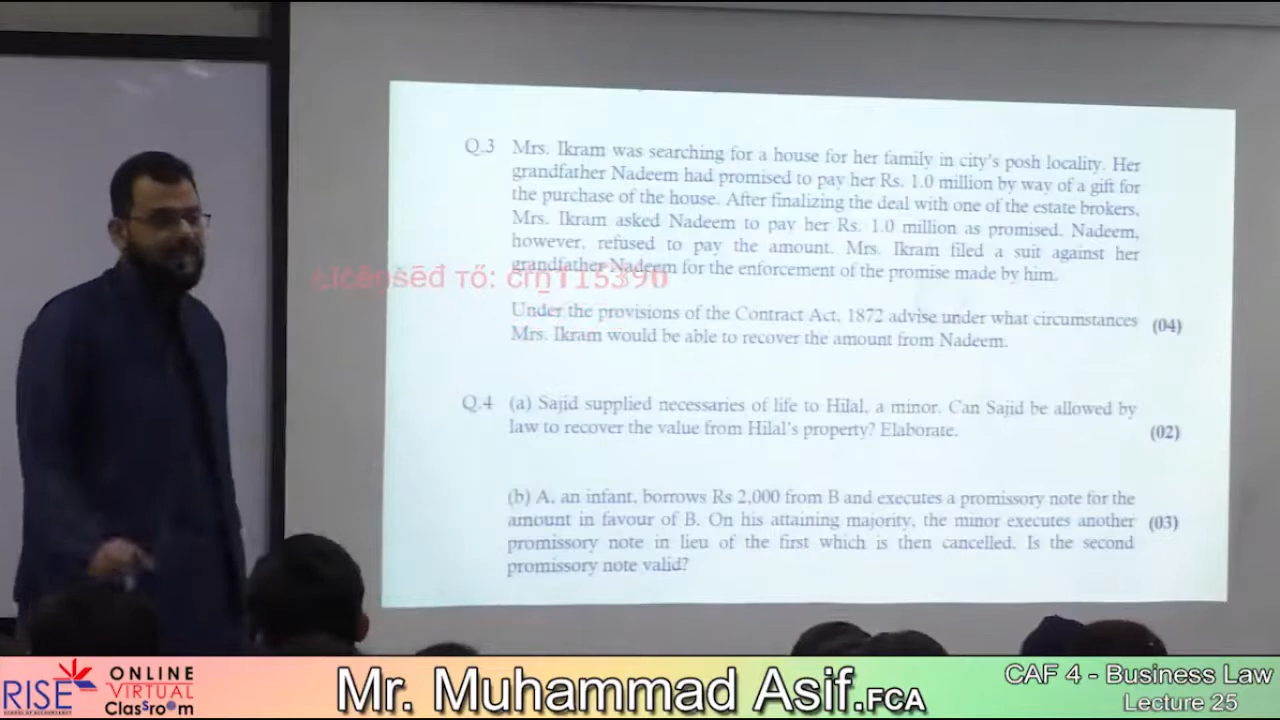 Q.3 Mrs. Ikram was searching for a house for her family in city's posh locality. Her
grandfather Nadeem had promised to pay her Rs. 1.0 million by way of a gift for
the purchase of the house. After finalizing the deal with one of the estate brokers,
Mrs. Ikram asked Nadeem to pay her Rs. 1.0 million as promised. Nadeem,
however, refused to pay the amount. Mrs. Ikram filed a suit against her
grandfather Nadeem for the enforcement of the promise made by him.
Under the provisions of the Contract Act, 1872 advise under what circumstances (04)
Mrs. Ikram would be able to recover the amount from Nadeem.
Q.4 (a) Sajid supplied necessaries of life to Hilal, a minor. Can Sajid be allowed by
law to recover the value from Hilal's property? Elaborate. (02)
(b) A, an infant, borrows Rs 2,000 from B and executes a promissory note for the
amount in favour of B. On his attaining majority, the minor executes another (03)
promissory note in lieu of the first which is then cancelled. Is the second
promissory note valid?
RISE
ONLINE
VIRTUAL
ClasSroom
Mr. Muhammad Asif.FCA
CAF 4 - Business Law
Lecture 25